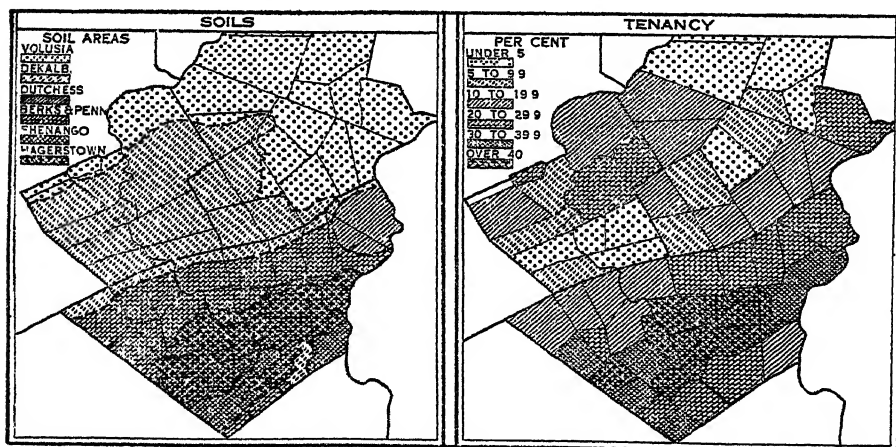 SOILS
SOIL AREAS
VOLUSIA
DEKALB
DUTCHESS
BERKS & PENN
CHENANGO
HAGERSTOWN
TENANCY
PER CENT
UNDER 5
5 TO 9 9
10 TO 19 9
20 TO 29 9
30 TO 39 9
OVER 40